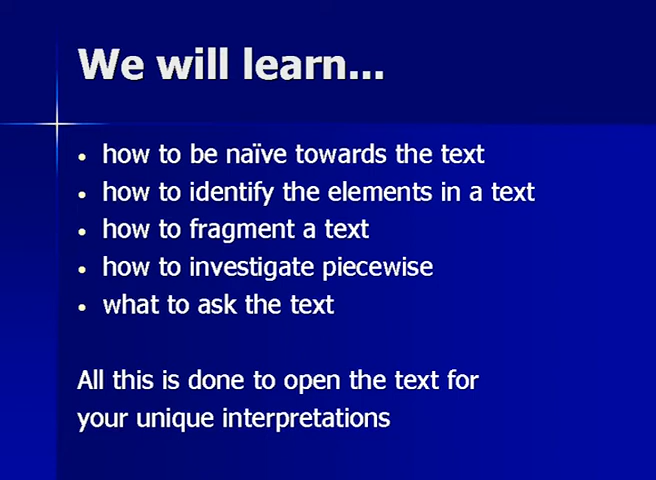 We will learn...
• how to be naïve towards the text
• how to identify the elements in a text
• how to fragment a text
• how to investigate piecewise
• what to ask the text
All this is done to open the text for
your unique interpretations